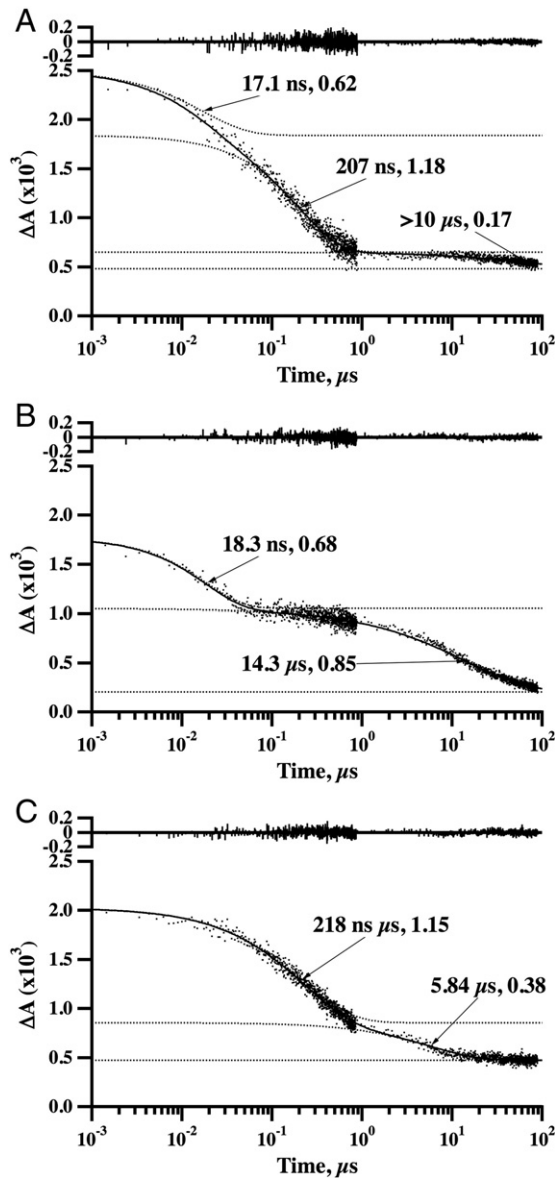 A
0.2
0
-0.2
2.5
2.0
1.5
1.0
0.5
0.0
ΔA (x10³)
17.1 ns, 0.62
207 ns, 1.18
>10 µs, 0.17
10⁻³ 10⁻² 10⁻¹ 10⁰ 10¹ 10²
Time, µs
B
0.2
0
-0.2
2.5
2.0
1.5
1.0
0.5
0.0
ΔA (x10³)
18.3 ns, 0.68
14.3 µs, 0.85
10⁻³ 10⁻² 10⁻¹ 10⁰ 10¹ 10²
Time, µs
C
0.2
0
-0.2
2.5
2.0
1.5
1.0
0.5
0.0
ΔA (x10³)
218 ns µs, 1.15
5.84 µs, 0.38
10⁻³ 10⁻² 10⁻¹ 10⁰ 10¹ 10²
Time, µs